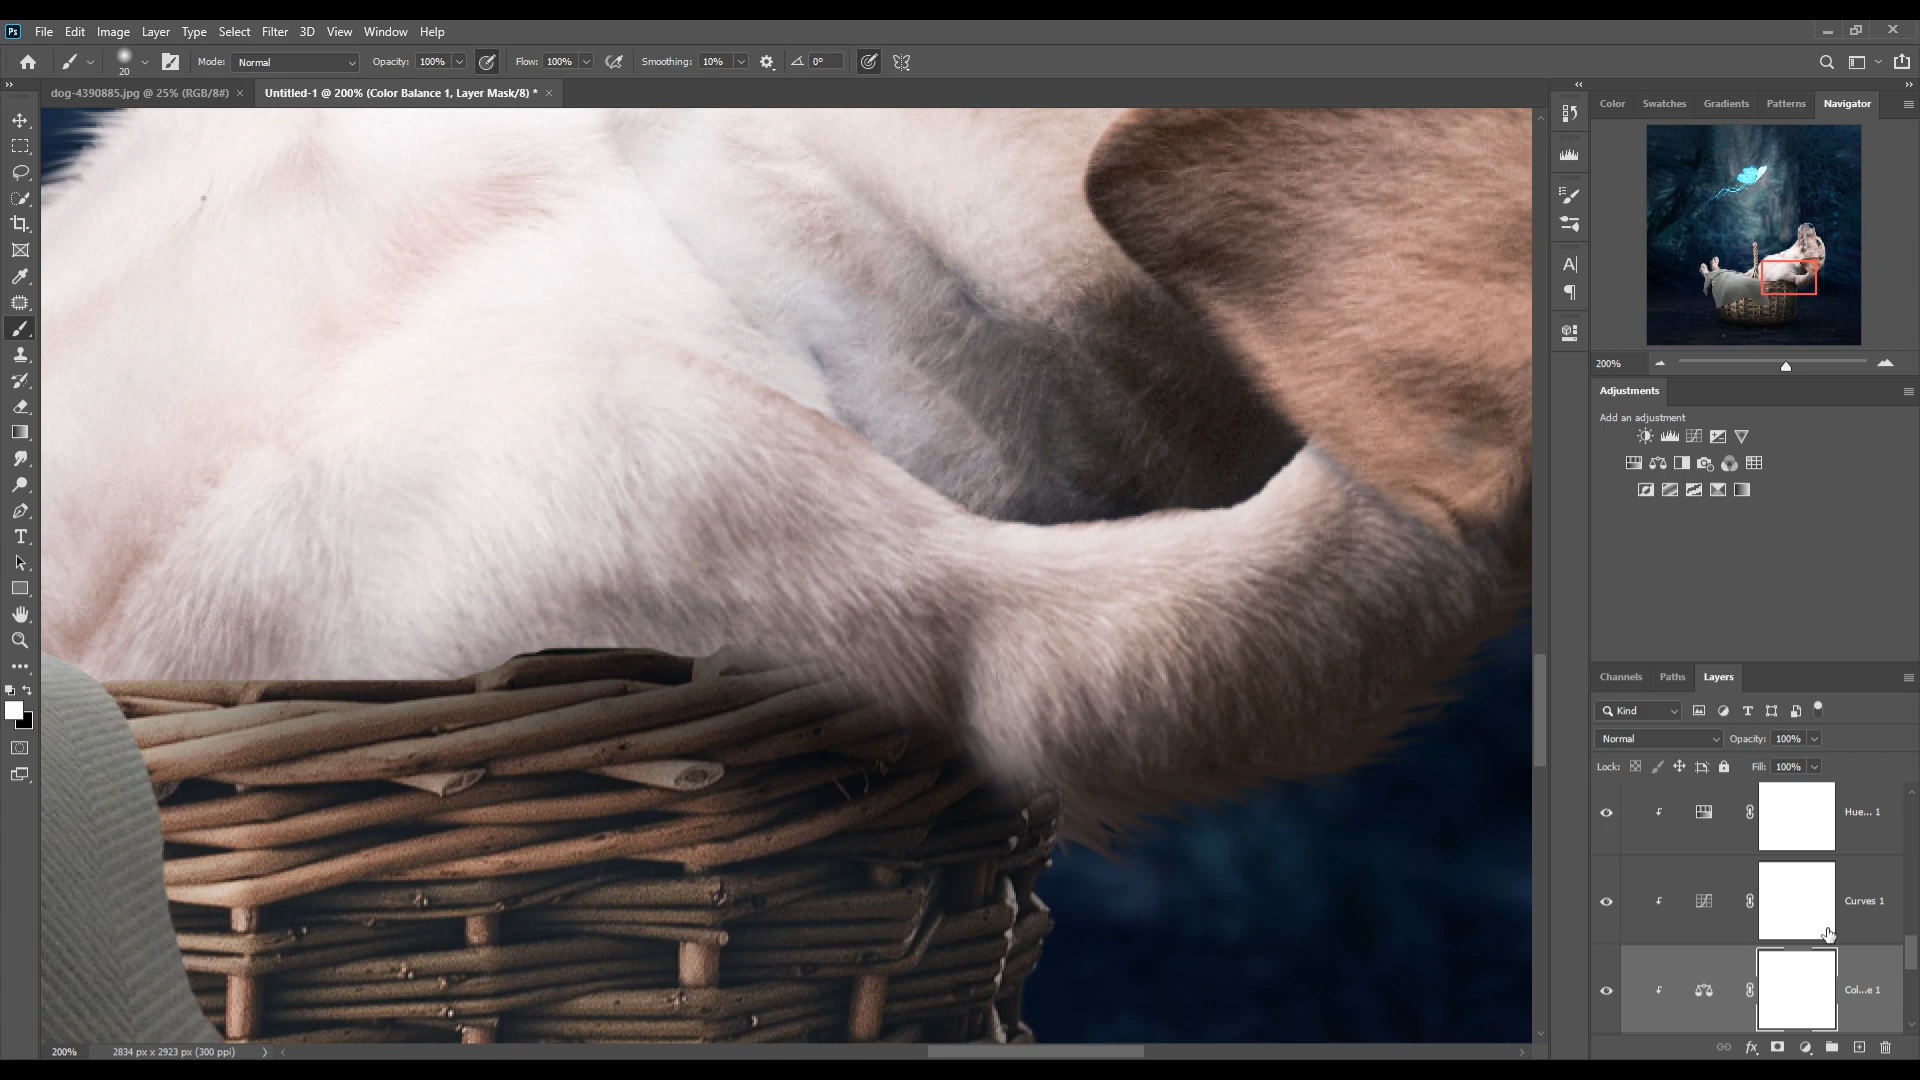 Ps File Edit Image Layer Type Select Filter 3D View Window Help
20 Mode: Normal Opacity: 100% Flow: 100% Smoothing: 10% 0°
dog-4390885.jpg @ 25% (RGB/8#) × Untitled-1 @ 200% (Color Balance 1, Layer Mask/8) * ×
Color Swatches Gradients Patterns Navigator
200%
Adjustments
Add an adjustment
Channels Paths Layers
Kind
Normal Opacity: 100%
Lock: Fill: 100%
Hue... 1
Curves 1
Col...e 1
200% 2834 px x 2923 px (300 ppi)